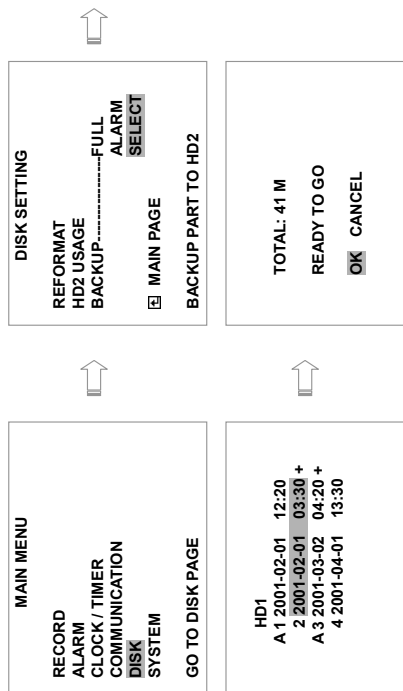 MAIN MENU
RECORD
ALARM
CLOCK / TIMER
COMMUNICATION
DISK
SYSTEM
GO TO DISK PAGE
DISK SETTING
REFORMAT
HD2 USAGE
BACKUP----------------FULL
ALARM
SELECT
MAIN PAGE
BACKUP PART TO HD2
HD1
A 1 2001-02-01 12:20
2 2001-02-01 03:30 +
A 3 2001-03-02 04:20 +
4 2001-04-01 13:30
TOTAL: 41 M
READY TO GO
OK CANCEL